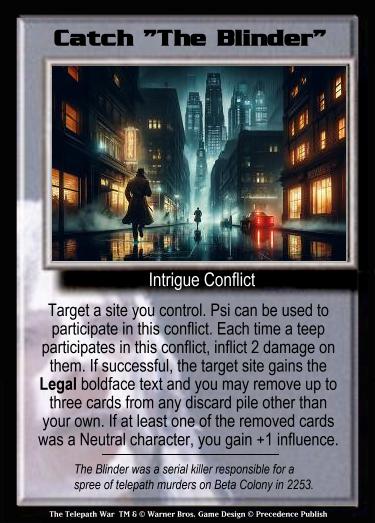 Catch "The Blinder"
Intrigue Conflict
Target a site you control. Psi can be used to
participate in this conflict. Each time a teep
participates in this conflict, inflict 2 damage on
them. If successful, the target site gains the
Legal boldface text and you may remove up to
three cards from any discard pile other than
your own. If at least one of the removed cards
was a Neutral character, you gain +1 influence.
The Blinder was a serial killer responsible for a
spree of telepath murders on Beta Colony in 2253.
The Telepath War TM & © Warner Bros. Game Design © Precedence Publish